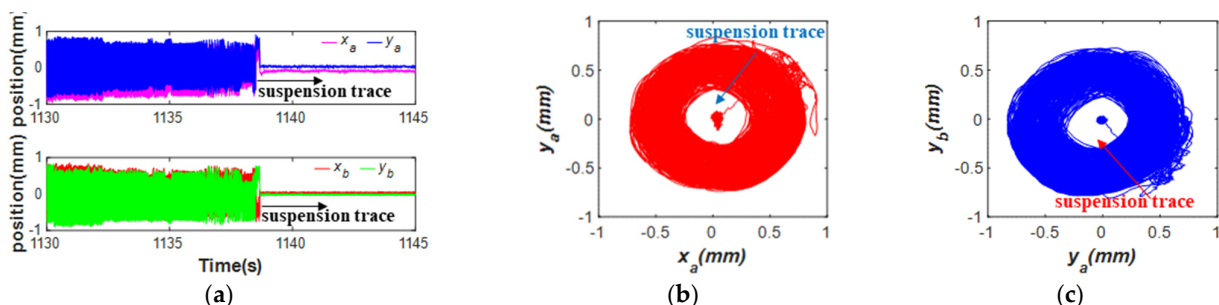 position(mm)
1
0
-1
x_a y_a
suspension trace
1130 1135 1140 1145
position(mm)
1
0
-1
x_b y_b
suspension trace
1130 1135 1140 1145
Time(s)
(a)
1
0.5
0
-0.5
-1
y_a(mm)
suspension trace
-1 -0.5 0 0.5 1
x_a(mm)
(b)
1
0.5
0
-0.5
-1
y_b(mm)
suspension trace
-1 -0.5 0 0.5 1
y_a(mm)
(c)